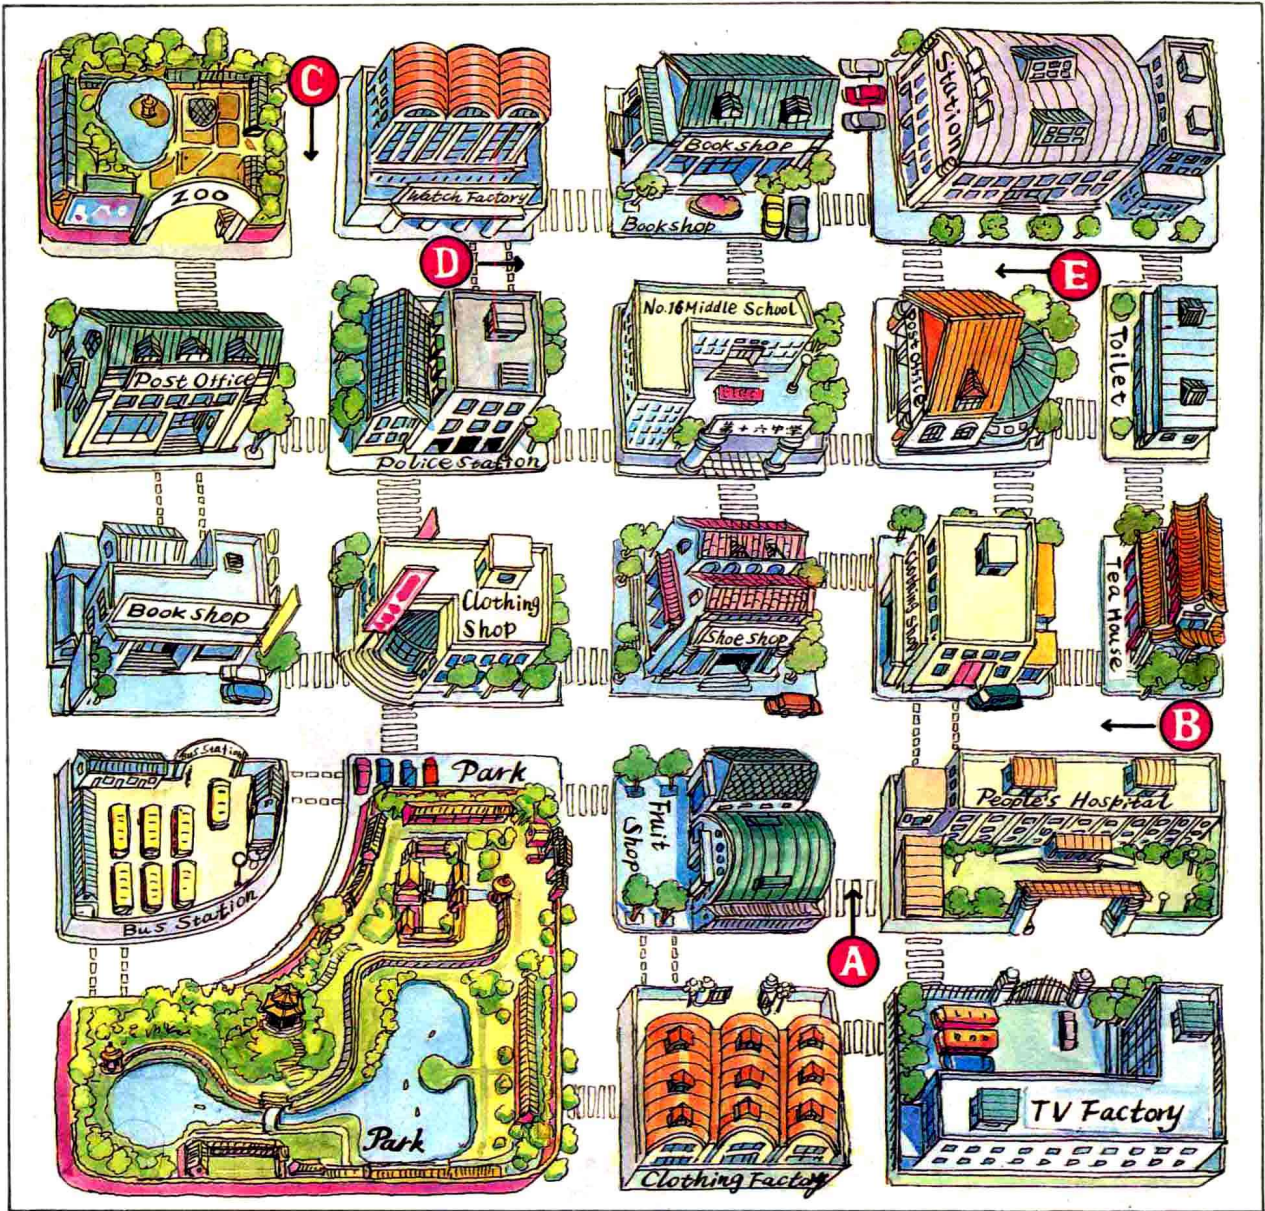 C
Station
ZOO
Watch Factory
Bookshop
Bookshop
D
E
No.16 Middle School
Post Office
Post Office
Toilet
第十六中学
Police Station
Book shop
Clothing
Shop
Shoe shop
Clothing Shop
Tea House
B
Bus Station
Park
Fruit
Shop
People's Hospital
Bus Station
A
Park
TV Factory
Clothing Factory